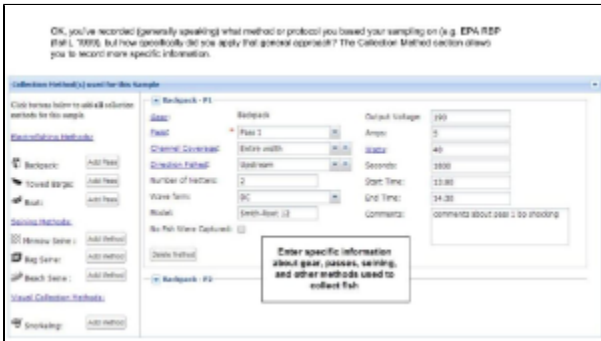 OK, you've recorded (generally speaking) what method or protocol you based your sampling on (e.g. EPA RBP
(fish), 1999), but how specifically did you apply that general approach? The Collection Method section allows
you to record more specific information.
Collection Method(s) used for this Sample
Click buttons below to add all collection
methods for this sample.
Electrofishing Methods:
Backpack: Add Pass
Towed Barge: Add Pass
Boat: Add Pass
Seining Methods:
Minnow Seine: Add Method
Bag Seine: Add Method
Beach Seine: Add Method
Visual Collection Methods:
Snorkeling: Add Method
Backpack - P1
Gear: Backpack
Pass: * Pass 1
Channel Coverage: Entire width
Direction Fished: Upstream
Number of Netters: 2
Wave form: DC
Model: Smith-Root 12
No Fish Were Captured:
Delete Method
Output Voltage:
Amps: 5
Watts: 40
Seconds: 1800
Start Time: 13:00
End Time: 14:30
Comments: comments about pass 1 bp shocking
Enter specific information
about gear, passes, seining,
and other methods used to
collect fish
Backpack - P2